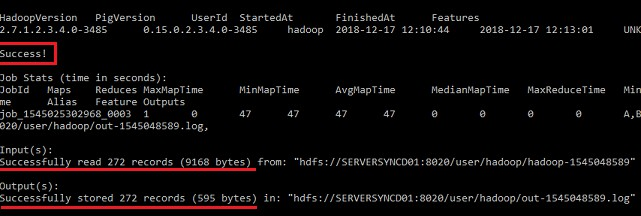 HadoopVersion PigVersion UserId StartedAt FinishedAt Features
2.7.1.2.3.4.0-3485 0.15.0.2.3.4.0-3485 hadoop 2018-12-17 12:10:44 2018-12-17 12:13:01 UNK
Success!
Job Stats (time in seconds):
JobId Maps Reduces MaxMapTime MinMapTime AvgMapTime MedianMapTime MaxReduceTime Min
me Alias Feature Outputs
job_1545025302968_0003 1 0 47 47 47 47 0 0 0 0 A,B
020/user/hadoop/out-1545048589.log,
Input(s):
Successfully read 272 records (9168 bytes) from: "hdfs://SERVERSYNCD01:8020/user/hadoop/hadoop-1545048589"
Output(s):
Successfully stored 272 records (595 bytes) in: "hdfs://SERVERSYNCD01:8020/user/hadoop/out-1545048589.log"